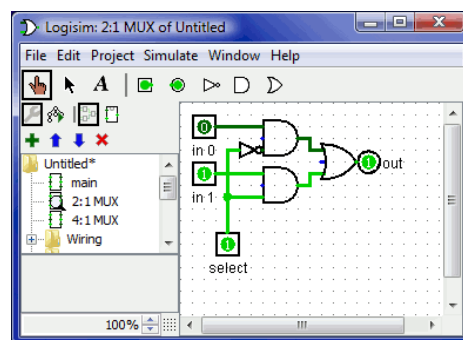 Logisim: 2:1 MUX of Untitled
File Edit Project Simulate Window Help
A
Untitled*
main
2:1 MUX
4:1 MUX
Wiring
100%
0
in 0
1
in 1
1
out
1
select